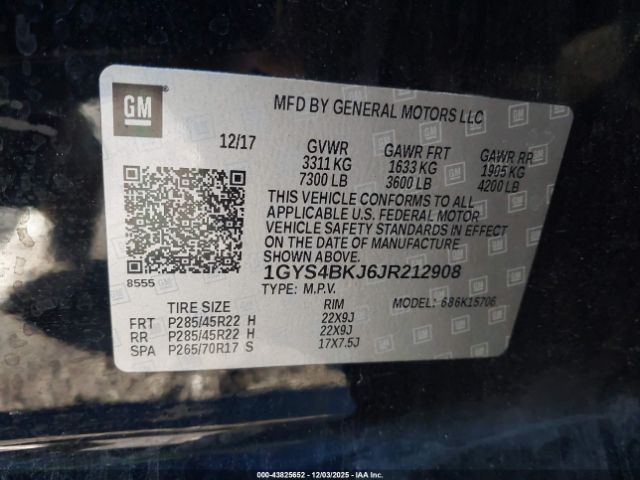 GM
MFD BY GENERAL MOTORS LLC
12/17 GVWR GAWR FRT GAWR RR
3311 KG 1633 KG 1905 KG
7300 LB 3600 LB 4200 LB
THIS VEHICLE CONFORMS TO ALL
APPLICABLE U.S. FEDERAL MOTOR
VEHICLE SAFETY STANDARDS IN
EFFECT ON THE DATE OF MANUFACTURE
SHOWN ABOVE.
8555 1GYS4BKJ6JR212908
TYPE: M.P.V. MODEL: 686K15706
TIRE SIZE RIM
FRT P285/45R22 H 22X9J
RR P285/45R22 H 22X9J
SPA P265/70R17 S 17X7.5J
000-43825652 - 12/03/2025 - IAA, Inc.